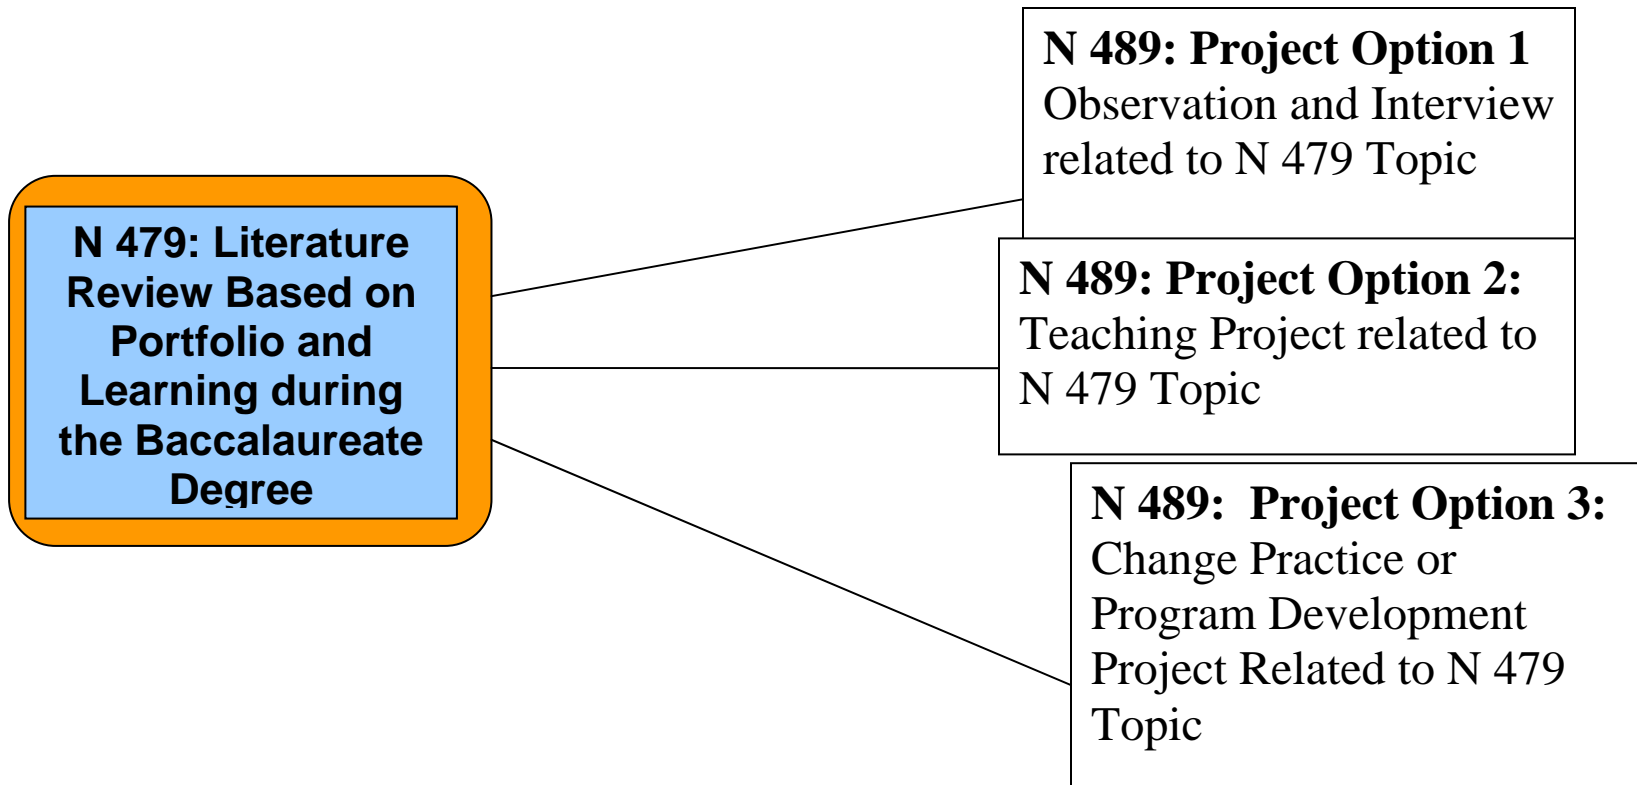 N 479: Literature
Review Based on
Portfolio and
Learning during
the Baccalaureate
Degree
N 489: Project Option 1
Observation and Interview
related to N 479 Topic
N 489: Project Option 2:
Teaching Project related to
N 479 Topic
N 489:  Project Option 3:
Change Practice or
Program Development
Project Related to N 479
Topic